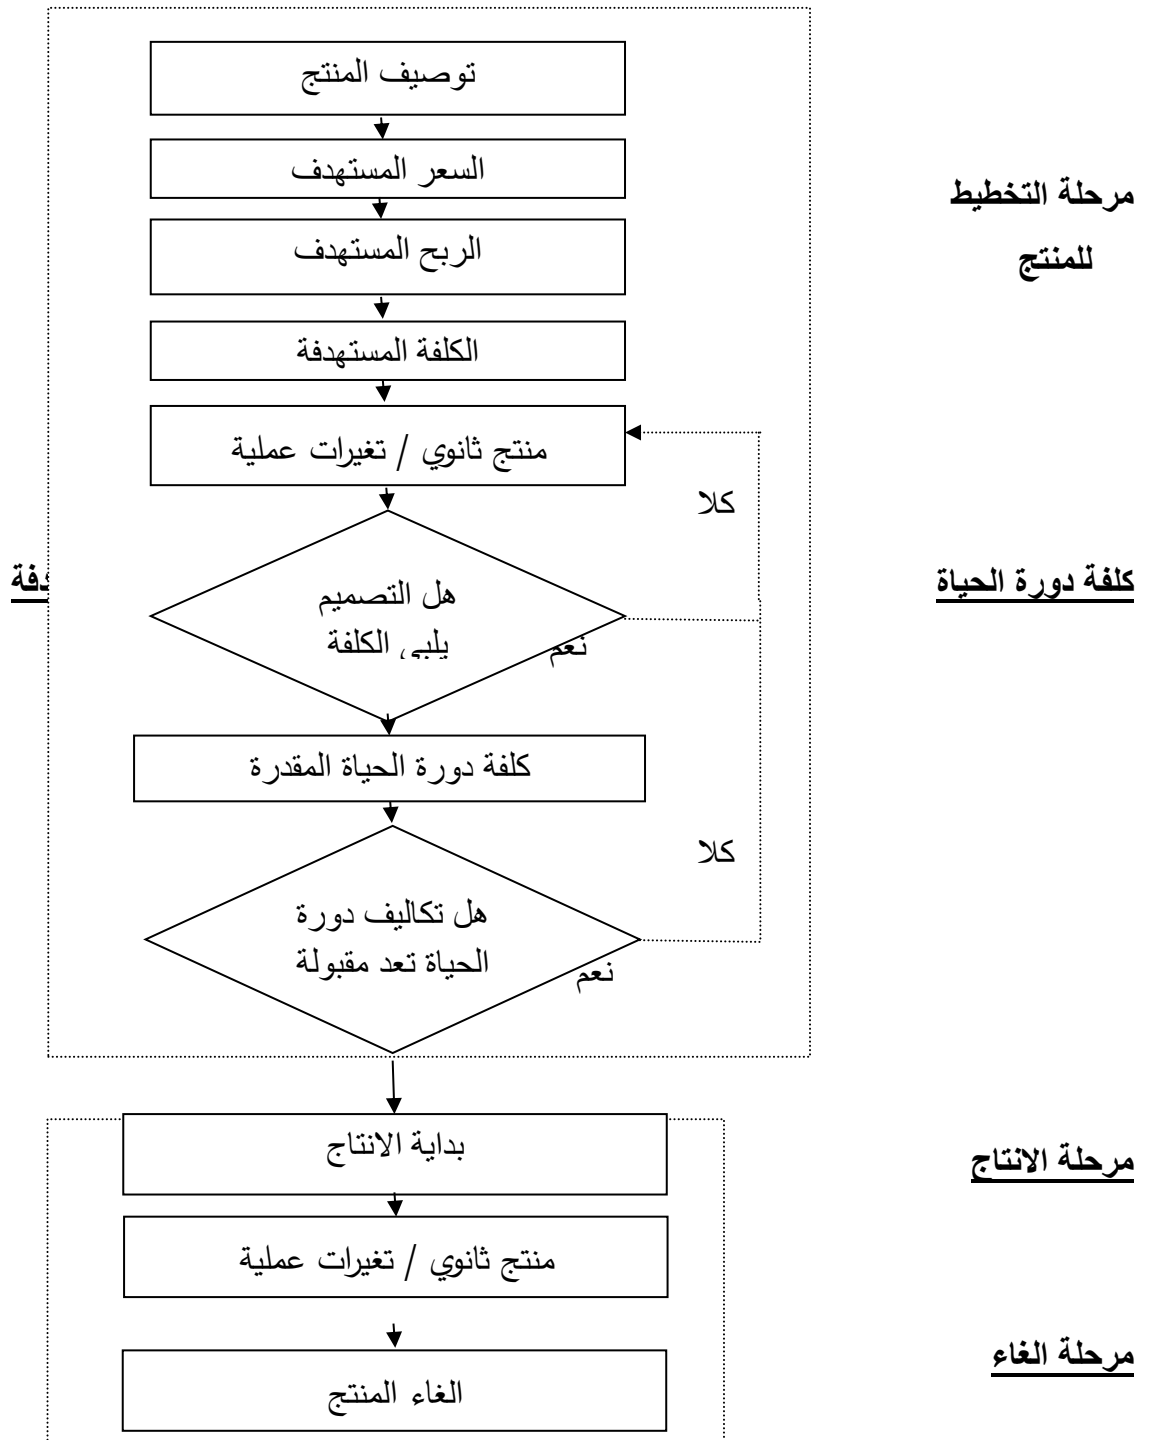 توصيف المنتج
السعر المستهدف
مرحلة التخطيط
للمنتج
الربح المستهدف
الكلفة المستهدفة
منتج ثانوي / تغيرات عملية
كلا
كلفة دورة الحياة
هل التصميم
يلبي الكلفة
نعم
كلفة دورة الحياة المقدرة
كلا
هل تكاليف دورة
الحياة تعد مقبولة
نعم
بداية الانتاج
مرحلة الانتاج
منتج ثانوي / تغيرات عملية
مرحلة الغاء
الغاء المنتج